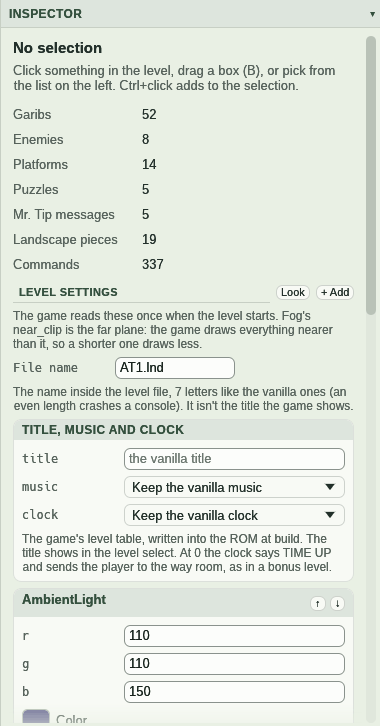 INSPECTOR
No selection
Click something in the level, drag a box (B), or pick from
the list on the left. Ctrl+click adds to the selection.
Garibs 52
Enemies 8
Platforms 14
Puzzles 5
Mr. Tip messages 5
Landscape pieces 19
Commands 337
LEVEL SETTINGS Look + Add
The game reads these once when the level starts. Fog's
near_clip is the far plane: the game draws everything nearer
than it, so a shorter one draws less.
File name AT1.lnd
The name inside the level file, 7 letters like the vanilla ones (an
even length crashes a console). It isn't the title the game shows.
TITLE, MUSIC AND CLOCK
title the vanilla title
music Keep the vanilla music
clock Keep the vanilla clock
The game's level table, written into the ROM at build. The
title shows in the level select. At 0 the clock says TIME UP
and sends the player to the way room, as in a bonus level.
AmbientLight ↑ ↓
r 110
g 110
b 150
Color